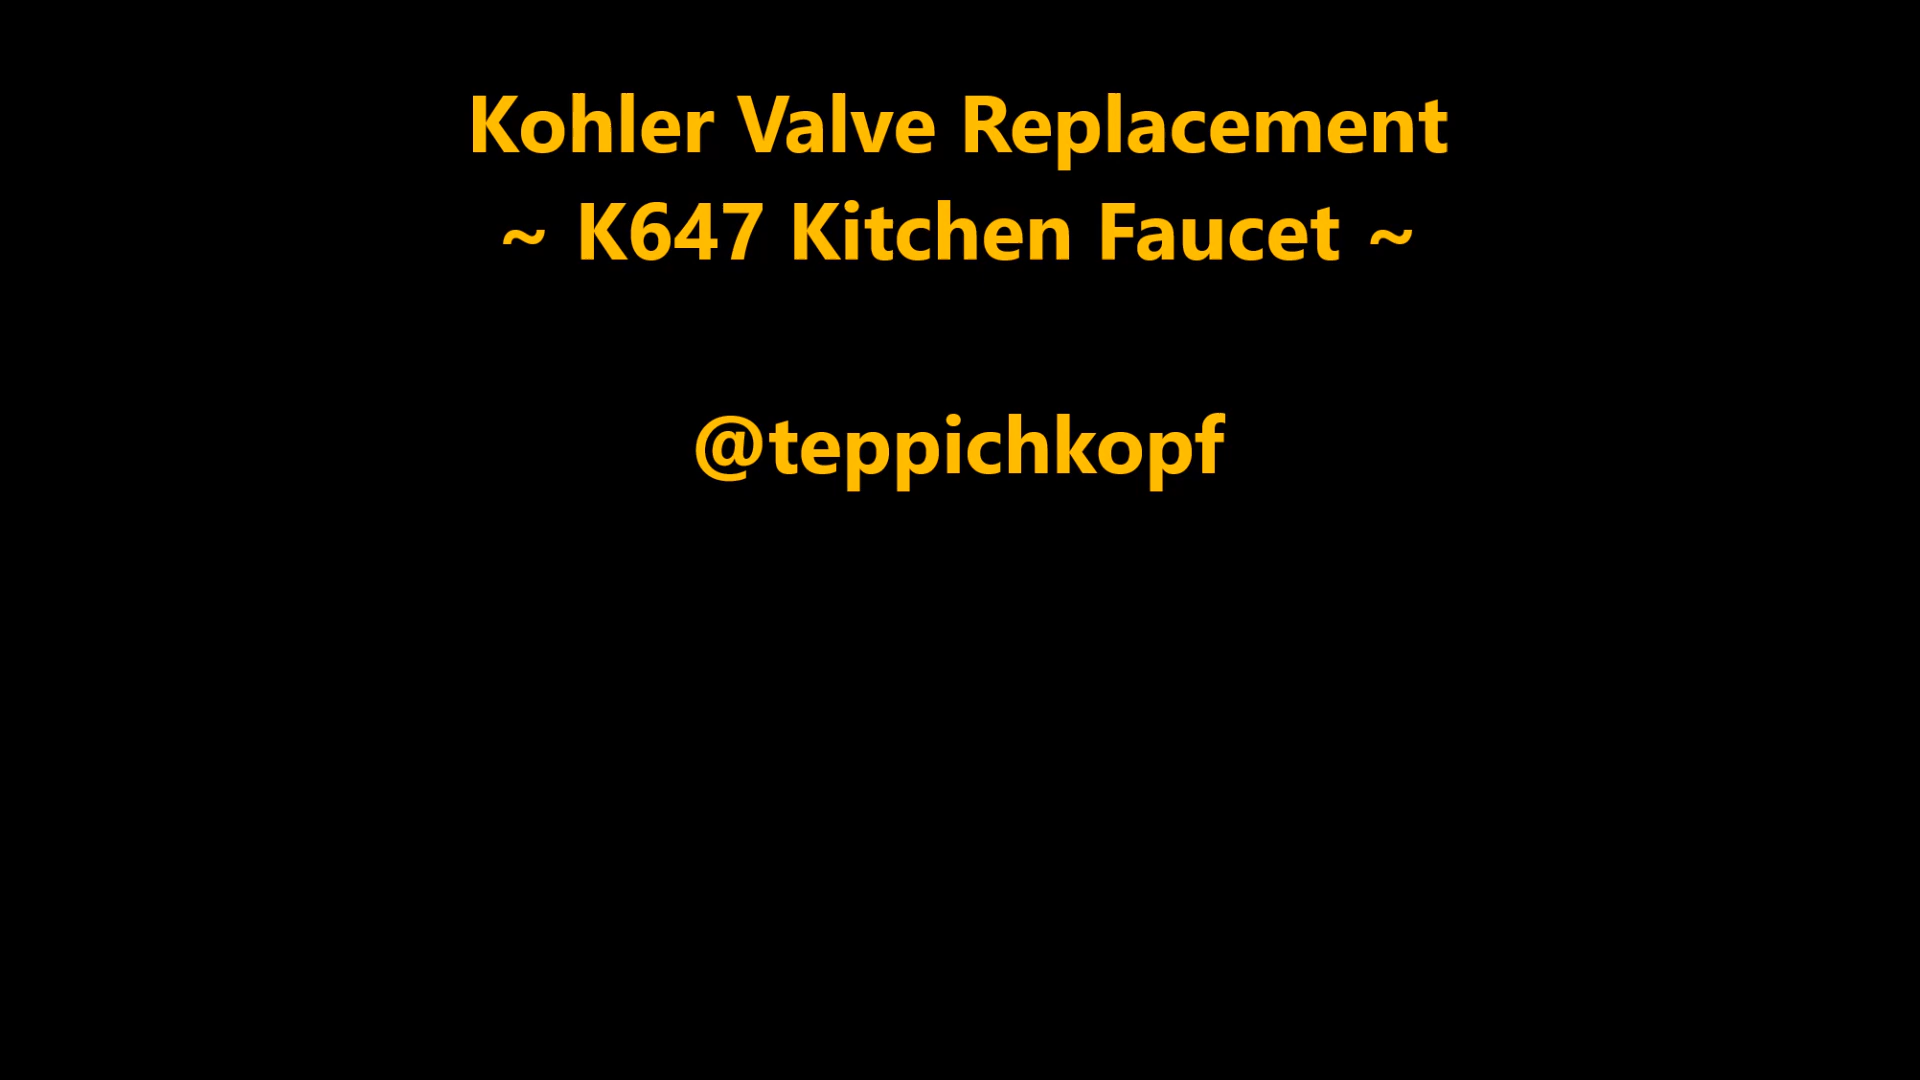 Kohler Valve Replacement
~ K647 Kitchen Faucet ~
@teppichkopf